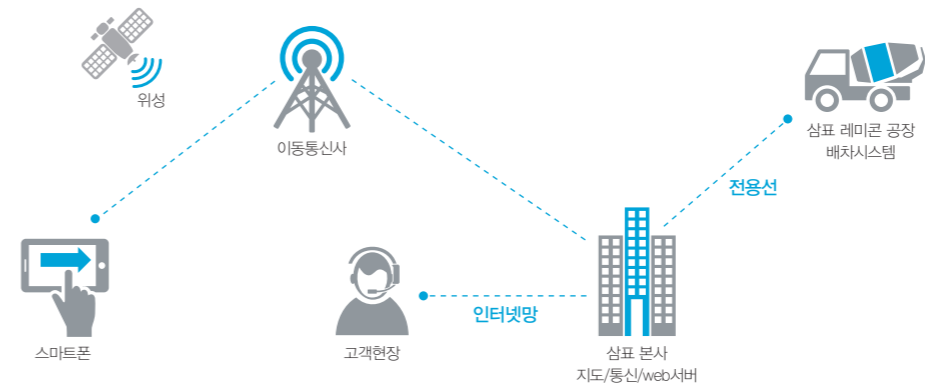 위성
이동통신사
삼표 레미콘 공장
배차시스템
전용선
인터넷망
스마트폰
고객현장
삼표 본사
지도/통신/web서버